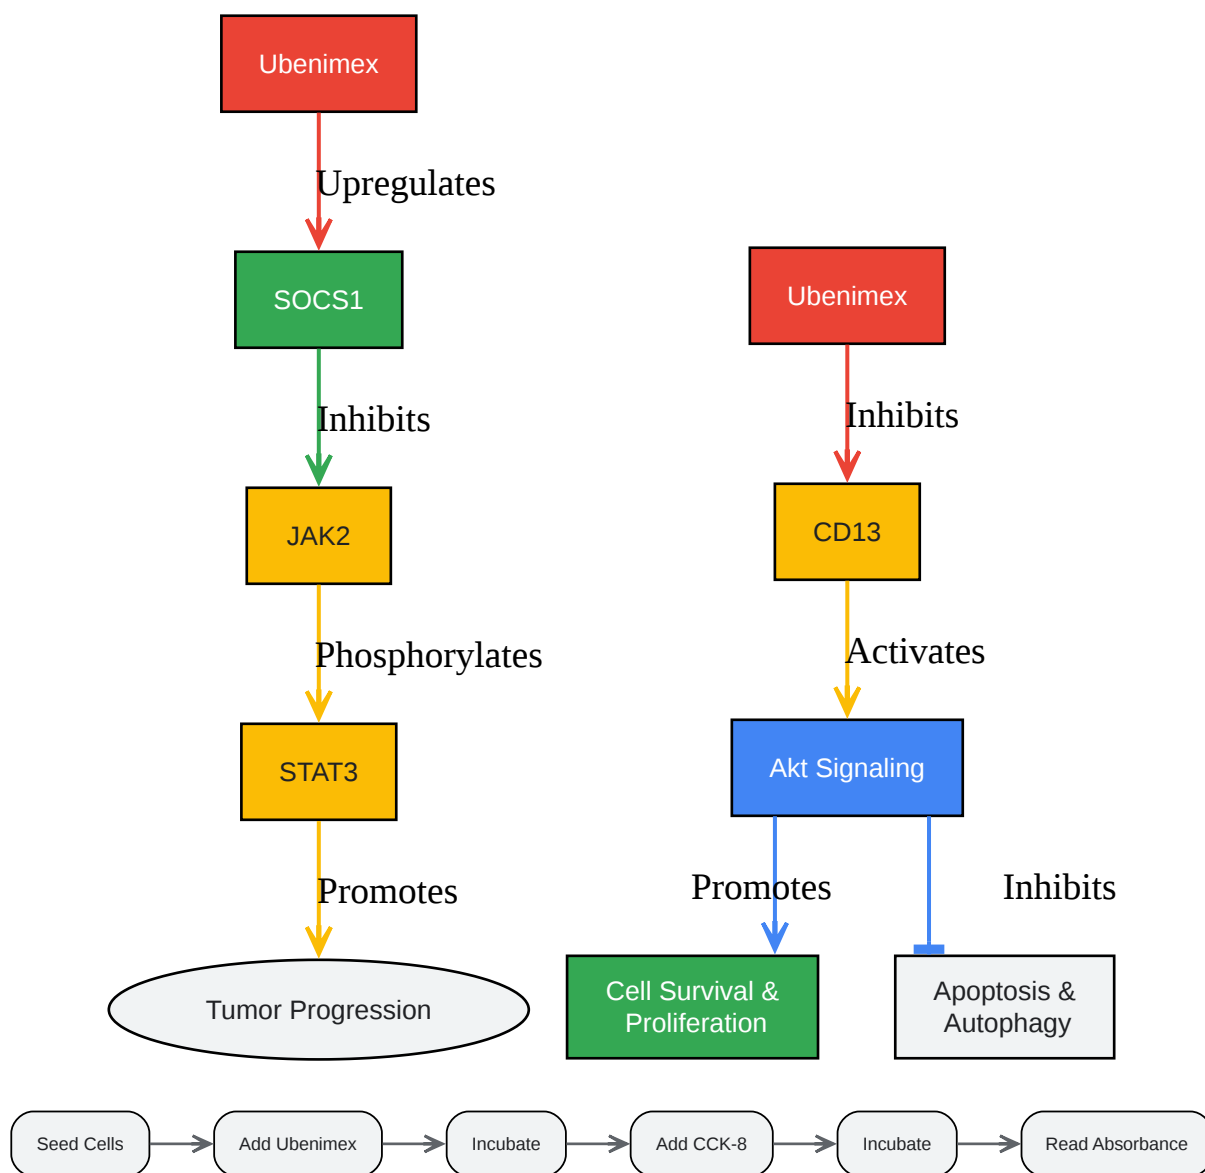 Ubenimex
Upregulates
SOCS1
Inhibits
JAK2
Phosphorylates
STAT3
Promotes
Tumor Progression
Ubenimex
Inhibits
CD13
Activates
Akt Signaling
Promotes
Inhibits
Cell Survival &
Proliferation
Apoptosis &
Autophagy
Seed Cells
Add Ubenimex
Incubate
Add CCK-8
Incubate
Read Absorbance